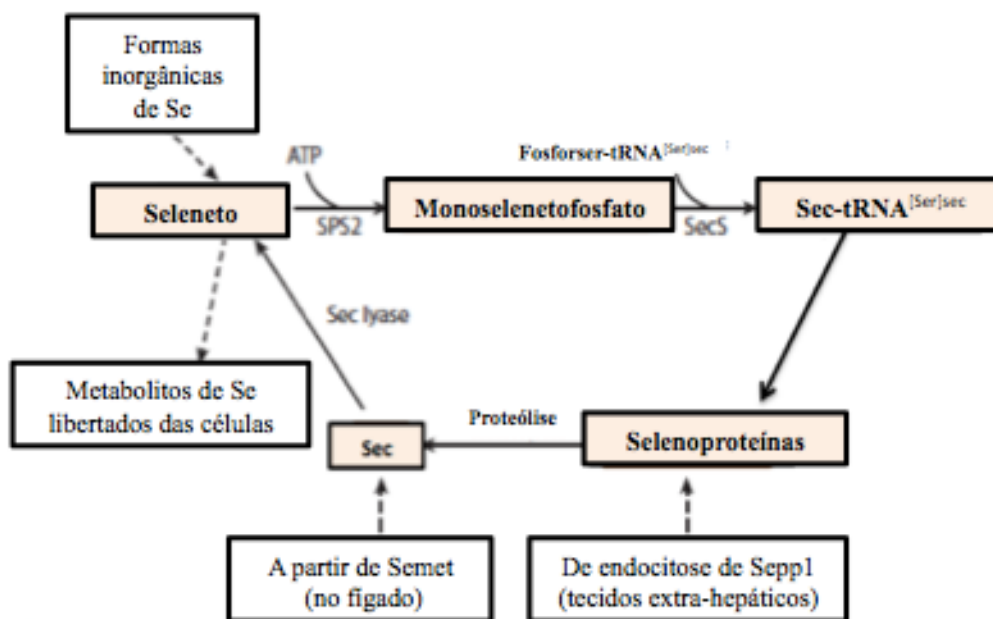 Formas
inorgânicas
de Se
ATP
Fosforser-tRNA[Ser]sec
Seleneto
Monoselenetofosfato
Sec-tRNA[Ser]sec
SPS2
SecS
Sec lyase
Metabolitos de Se
libertados das células
Proteólise
Sec
Selenoproteínas
A partir de Semet
(no fígado)
De endocitose de Sepp1
(tecidos extra-hepáticos)